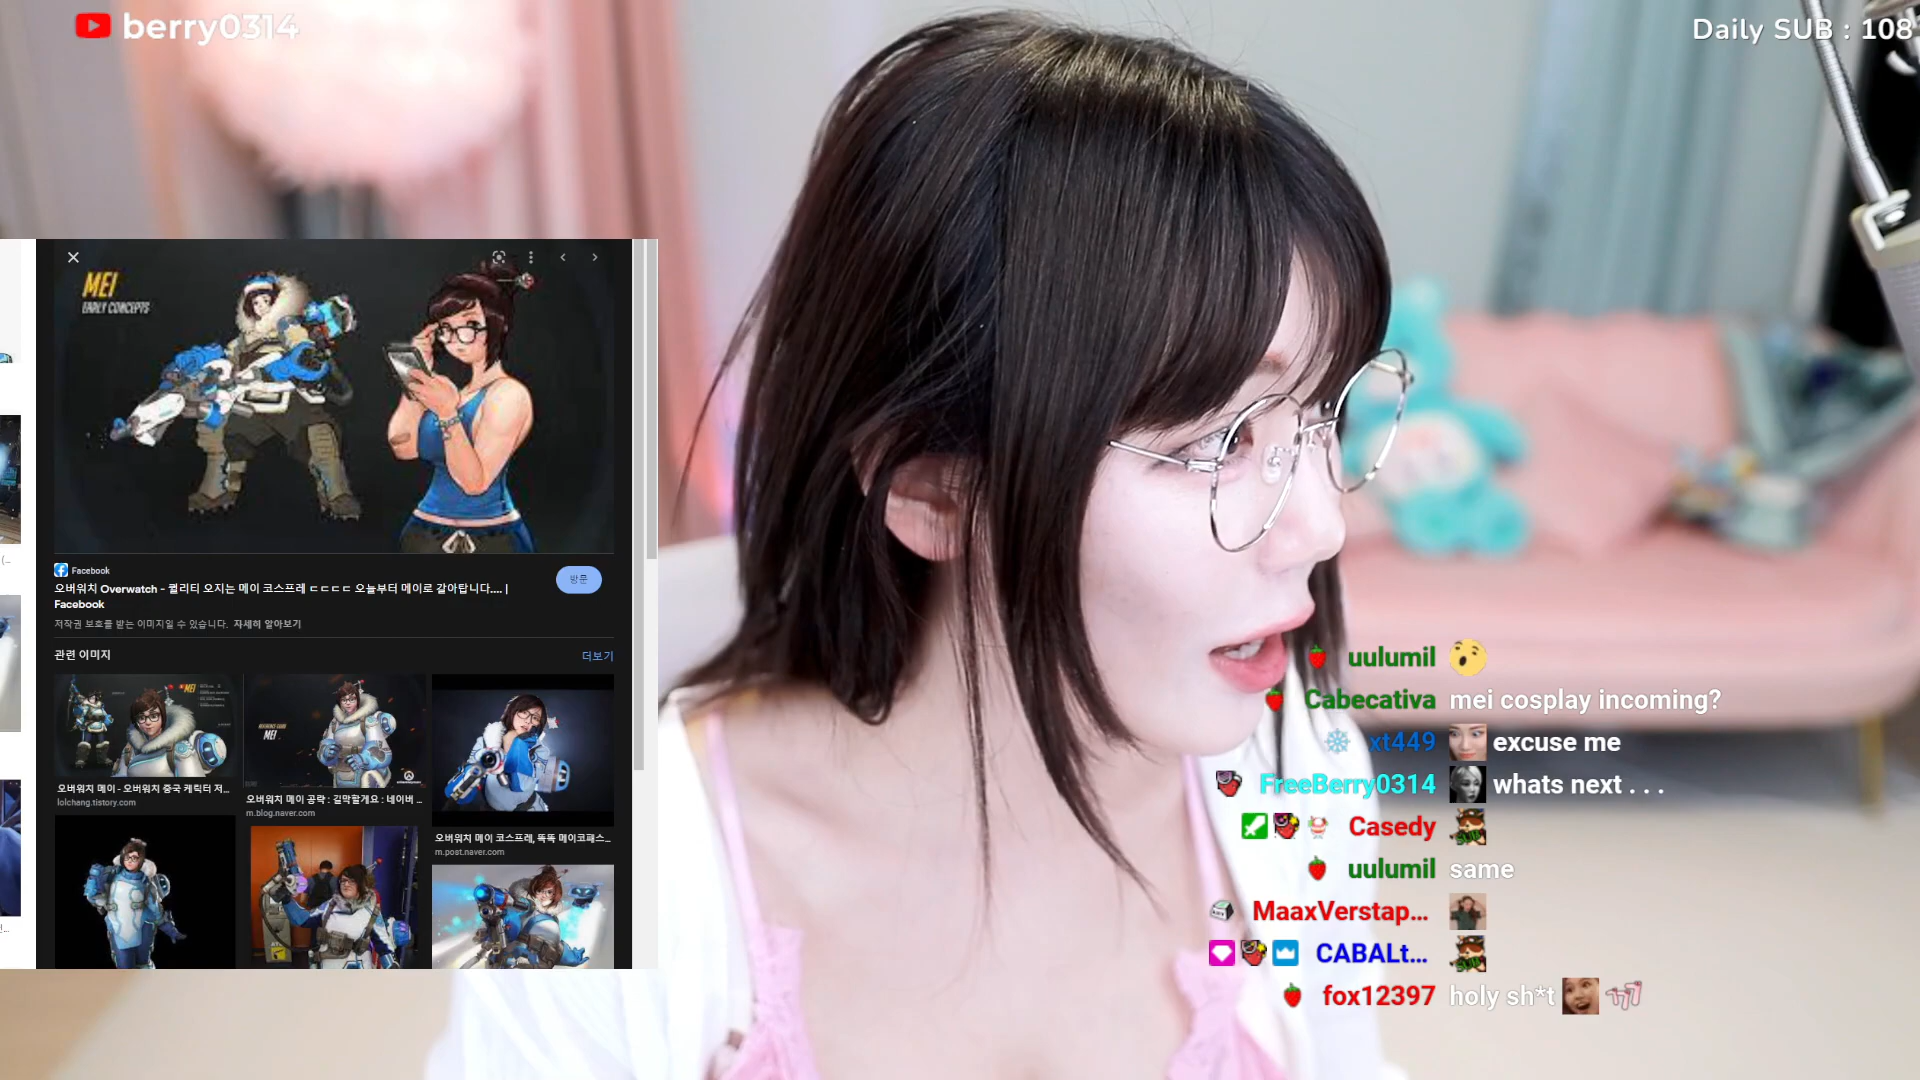 berry0314
Daily SUB : 108
MEI
EARLY CONCEPTS
Facebook
오버워치 Overwatch - 퀄리티 오지는 메이 코스프레 ㄷㄷㄷㄷ 오늘부터 메이로 갈아탑니다.... |
Facebook
방문
저작권 보호를 받는 이미지일 수 있습니다. 자세히 알아보기
관련 이미지
더보기
MEI
오버워치 메이 - 오버워치 중국 케릭터 저...
lolchang.tistory.com
MEI
오버워치 메이 공략 : 길막할게요 : 네이버 ...
m.blog.naver.com
오버워치 메이 코스프레, 똑똑 메이코패스...
m.post.naver.com
uulumil
Cabecativa mei cosplay incoming?
xt449 excuse me
FreeBerry0314 whats next . . .
Casedy
uulumil same
MaaxVerstap...
CABALt...
fox12397 holy sh*t